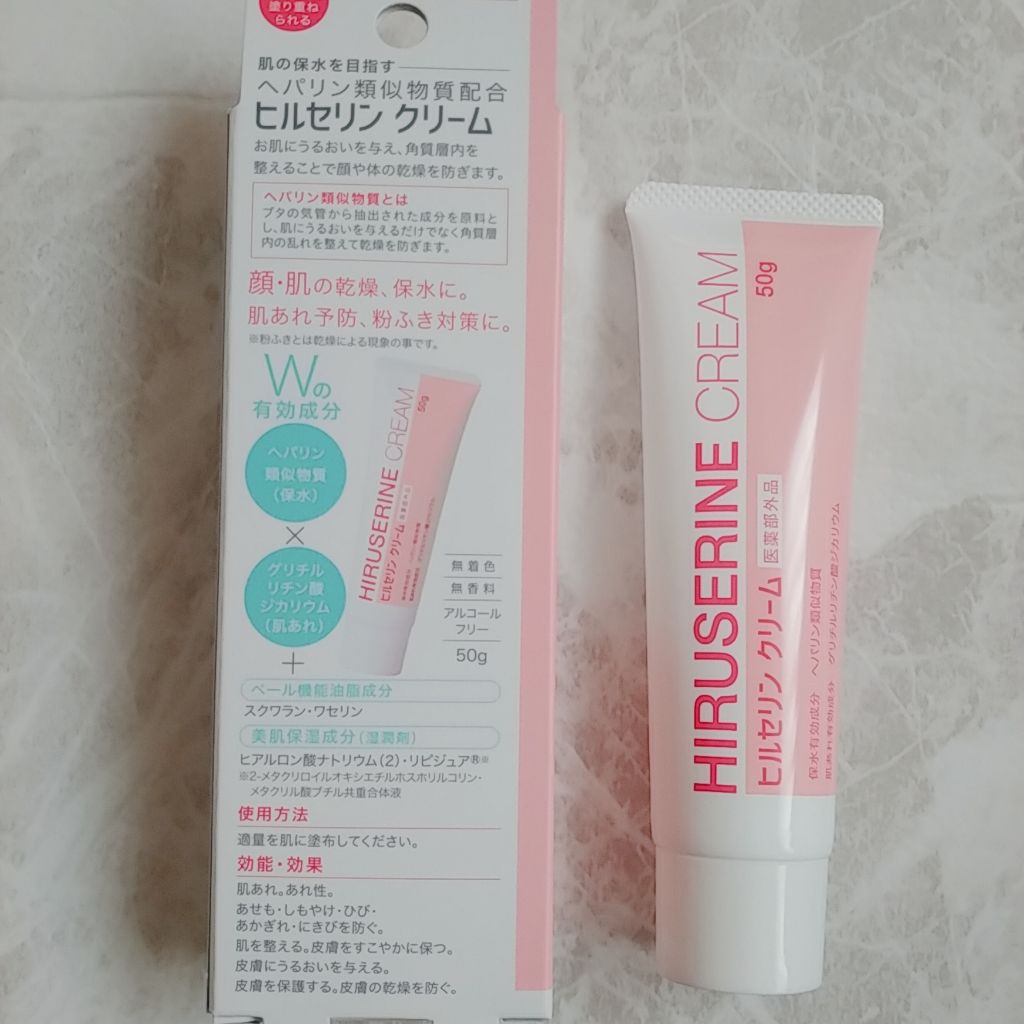 塗り重ね
られる
肌の保水を目指す
ヘパリン類似物質配合
ヒルセリン クリーム
お肌にうるおいを与え、角質層内を
整えることで顔や体の乾燥を防ぎます。
ヘパリン類似物質とは
ブタの気管から抽出された成分を原料と
し、肌にうるおいを与えるだけでなく角質層
内の乱れを整えて乾燥を防ぎます。
顔・肌の乾燥、保水に。
肌あれ予防、粉ふき対策に。
※粉ふきとは乾燥による現象の事です。
Wの
有効成分
ヘパリン
類似物質
(保水)
×
グリチル
リチン酸
ジカリウム
(肌あれ)
+
HIRUSERINE CREAM
50g
ヒルセリン クリーム
医薬部外品
無着色
無香料
アルコール
フリー
50g
ベール機能油脂成分
スクワラン・ワセリン
美肌保湿成分(湿潤剤)
ヒアルロン酸ナトリウム(2)・リピジュア®※
※2-メタクリロイルオキシエチルホスホリルコリン・
メタクリル酸ブチル共重合体液
使用方法
適量を肌に塗布してください。
効能・効果
肌あれ。あれ性。
あせも・しもやけ・ひび・
あかぎれ・にきびを防ぐ。
肌を整える。皮膚をすこやかに保つ。
皮膚にうるおいを与える。
皮膚を保護する。皮膚の乾燥を防ぐ。
HIRUSERINE CREAM
50g
ヒルセリン クリーム 医薬部外品
保水有効成分 ヘパリン類似物質
肌あれ有効成分 グリチルリチン酸ジカリウム